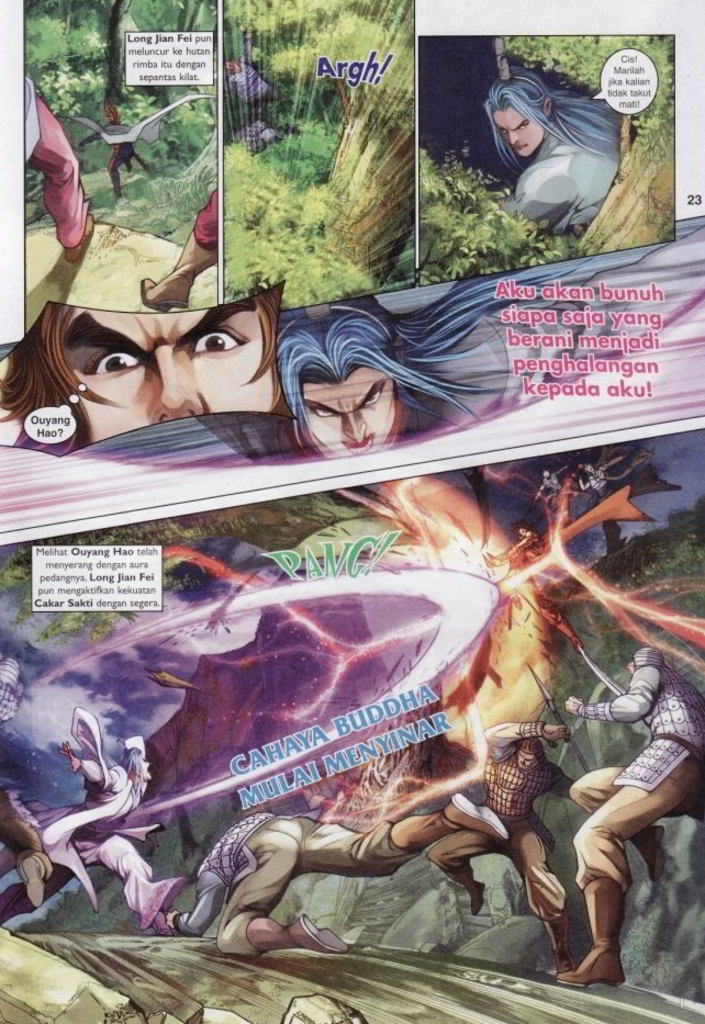 Long Jian Fei pun
meluncur ke hutan
rimba itu dengan
sepantas kilat.
Argh!
Cis!
Marilah
jika kalian
tidak takut
mati!
23
Aku akan bunuh
siapa saja yang
berani menjadi
penghalangan
kepada aku!
Ouyang
Hao?
Melihat Ouyang Hao telah
menyerang dengan aura
pedangnya, Long Jian Fei
pun mengaktifkan kekuatan
Cakar Sakti dengan segera.
PANG!
CAHAYA BUDDHA
MULAI MENYINAR